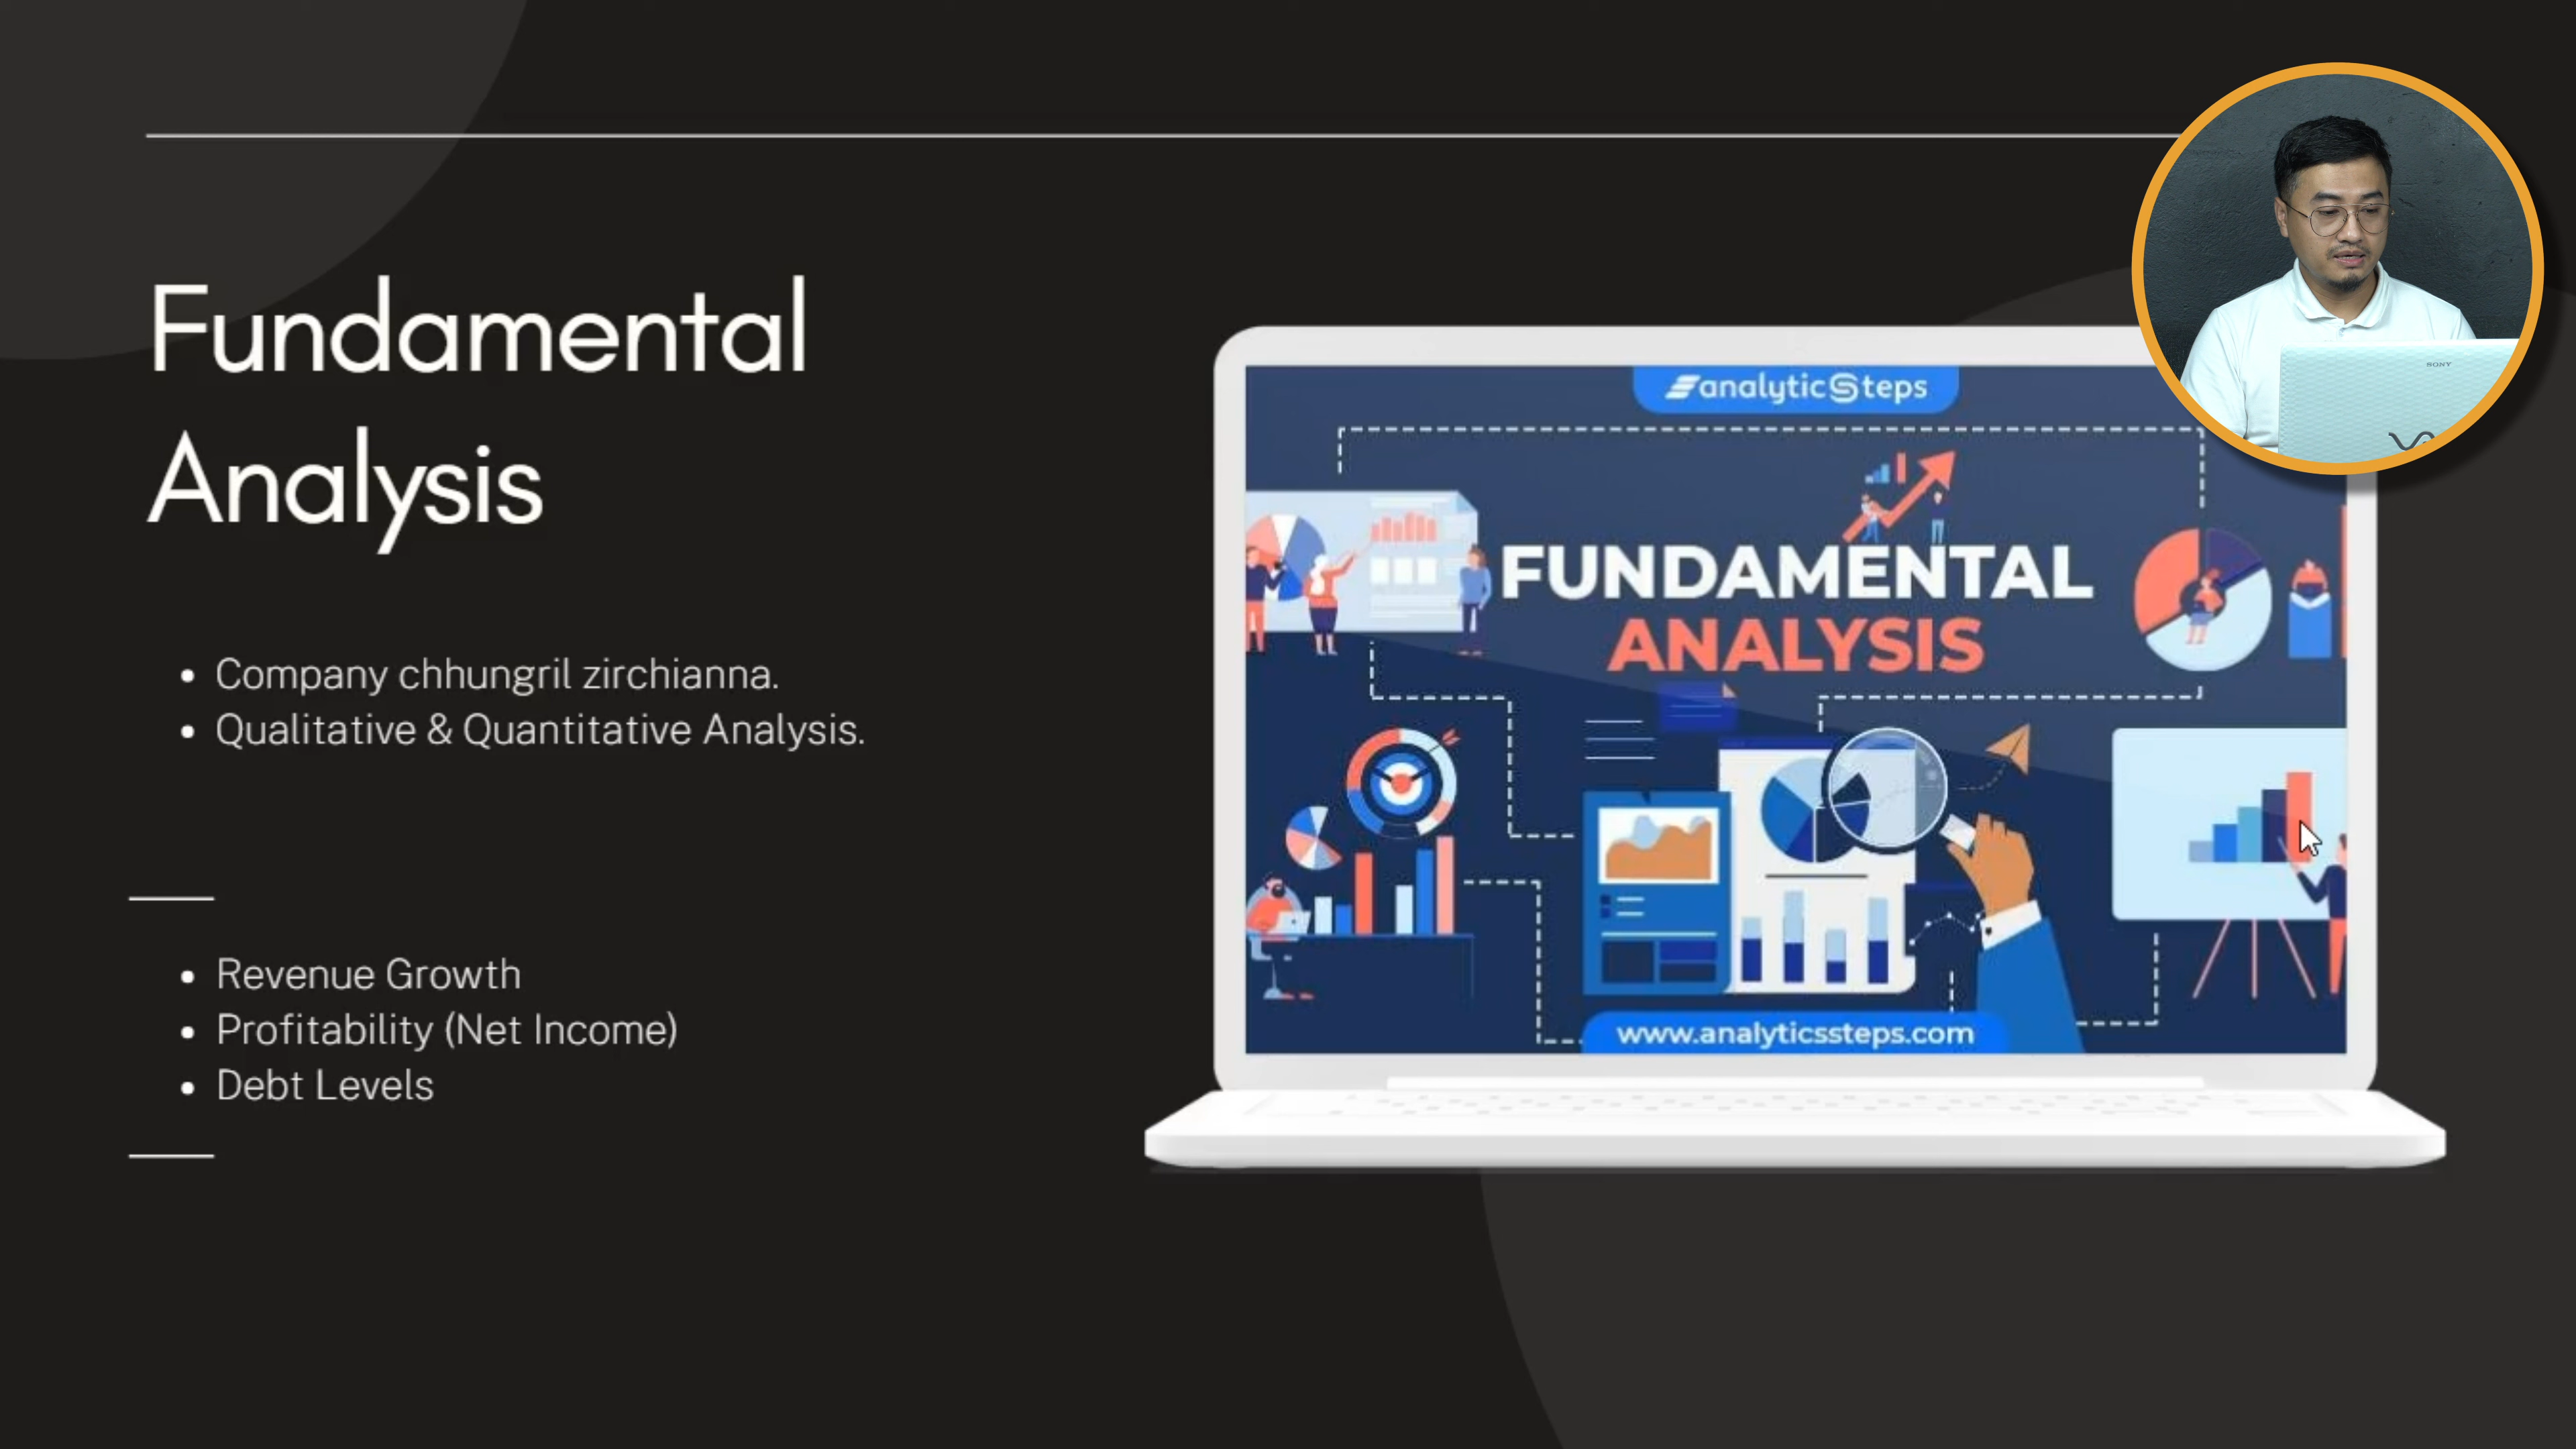 Fundamental
Analysis
Company chhungril zirchianna.
Qualitative & Quantitative Analysis.
Revenue Growth
Profitability (Net Income)
Debt Levels
analyticSteps
FUNDAMENTAL
ANALYSIS
www.analyticssteps.com
SONY